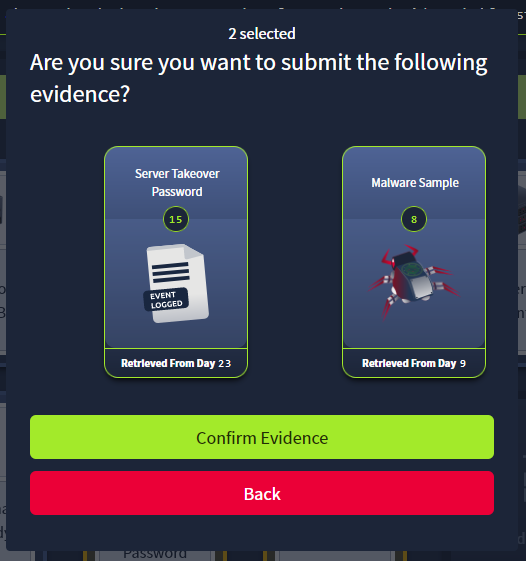 2 selected
Are you sure you want to submit the following
evidence?
Server Takeover
Password
15
EVENT
LOGGED
Retrieved From Day 23
Malware Sample
8
Retrieved From Day 9
Confirm Evidence
Back
Password